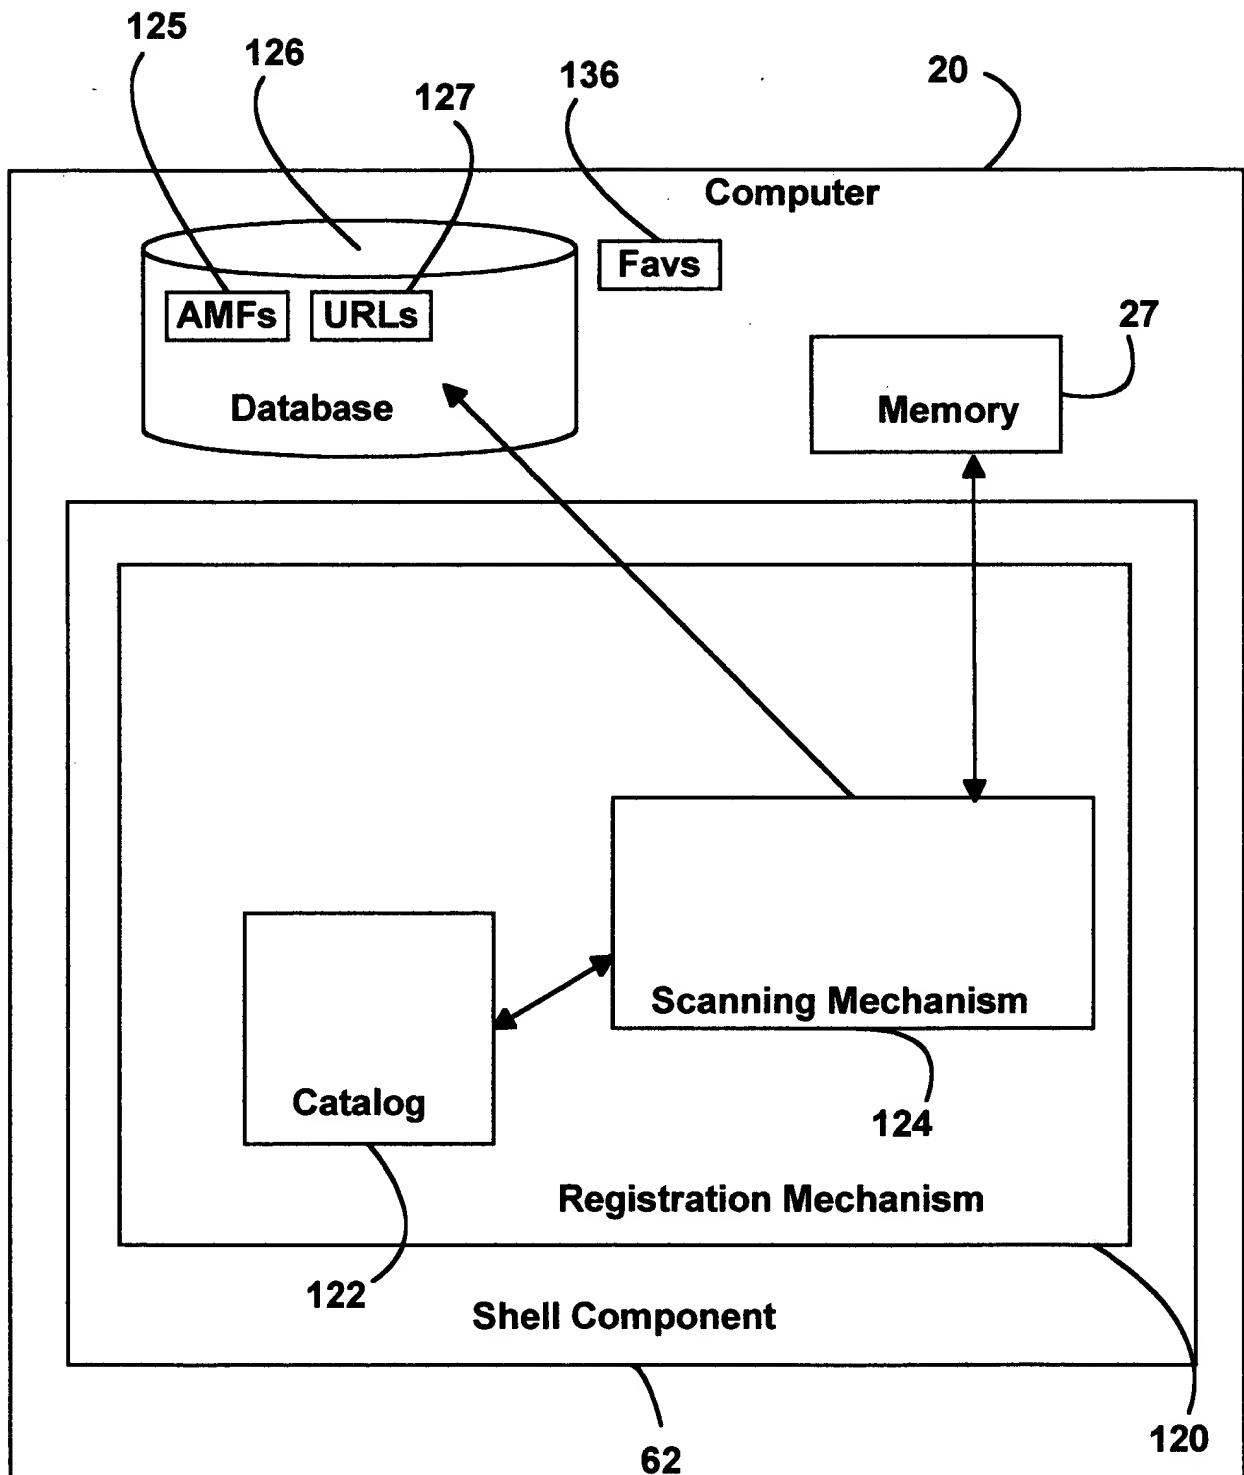 125
126
127
136
20
Computer
Favs
AMFs
URLs
27
Database
Memory
Scanning Mechanism
Catalog
124
Registration Mechanism
122
Shell Component
120
62